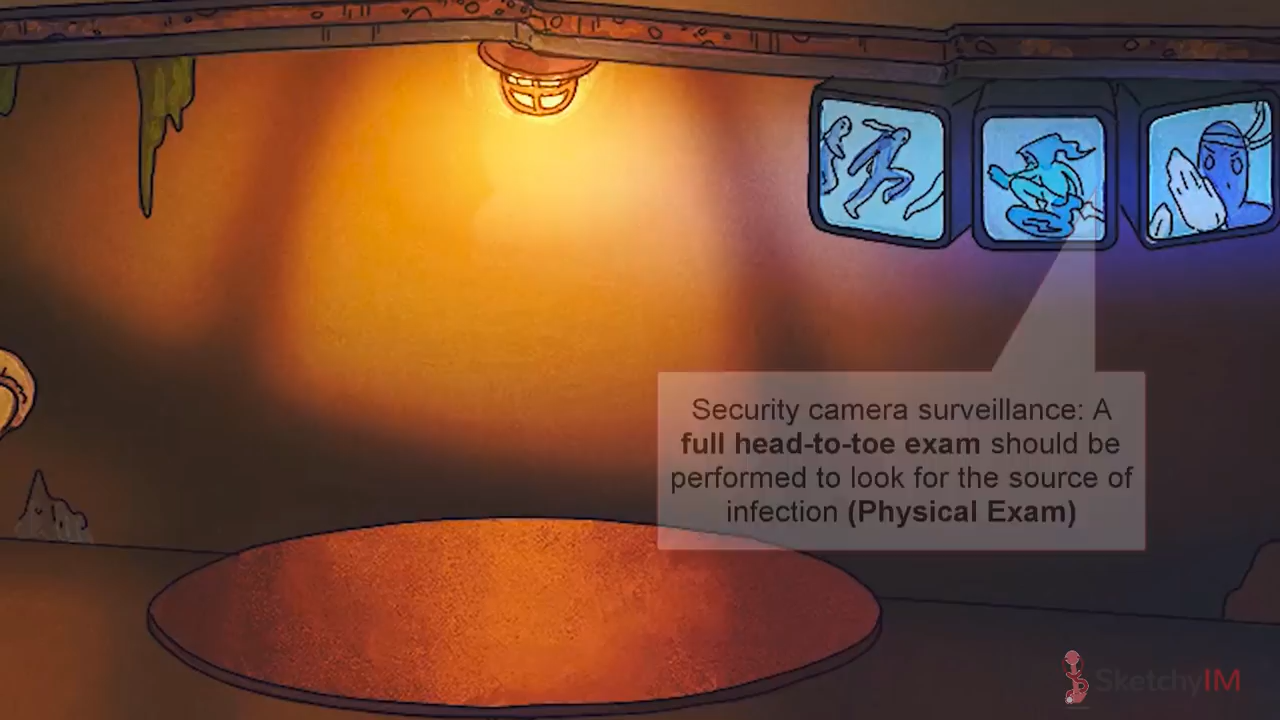 Security camera surveillance: A
full head-to-toe exam should be
performed to look for the source of
infection (Physical Exam)
SketchyIM